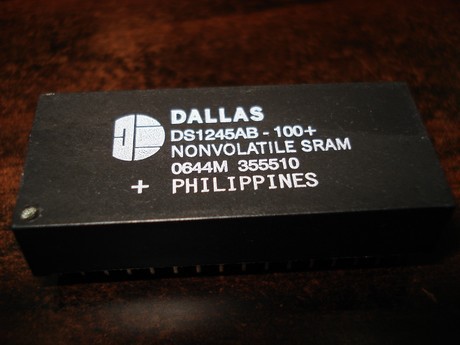 DALLAS
DS1245AB-100+
NONVOLATILE SRAM
0644M 355510
+ PHILIPPINES